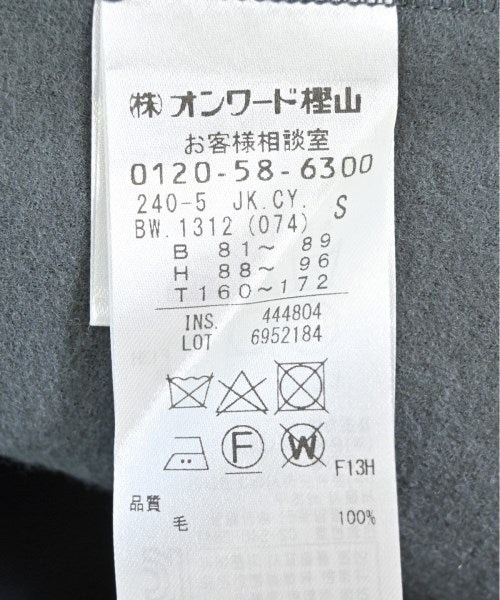 (株)オンワード樫山
お客様相談室
0120-58-6300
240-5 JK.CY. S
BW.1312 (074)
B 81～ 89
H 88～ 96
T160～172
INS. 444804
LOT 6952184
F W
F13H
品質
毛 100%